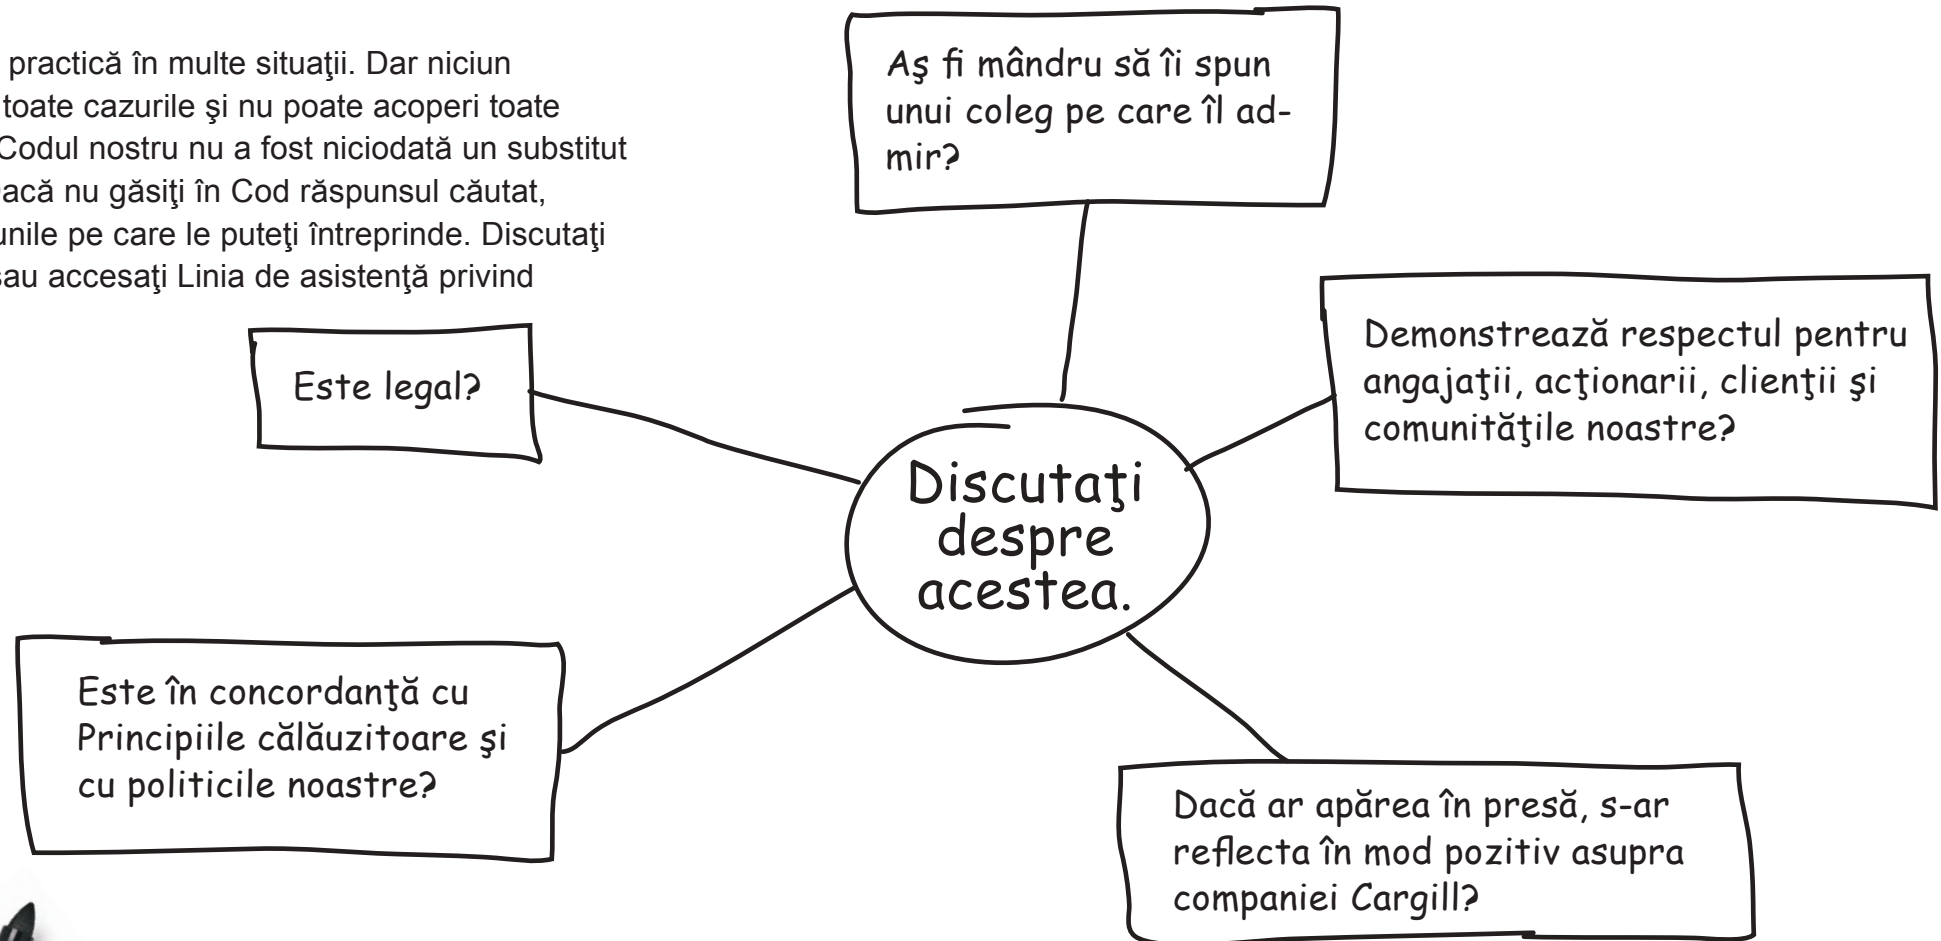 practică în multe situaţii. Dar niciun
toate cazurile şi nu poate acoperi toate
Codul nostru nu a fost niciodată un substitut
acă nu găsiţi în Cod răspunsul căutat,
unile pe care le puteţi întreprinde. Discutaţi
sau accesaţi Linia de asistenţă privind
Aş fi mândru să îi spun
unui coleg pe care îl ad-
mir?
Este legal?
Demonstrează respectul pentru
angajaţii, acţionarii, clienţii şi
comunităţile noastre?
Discutaţi
despre
acestea.
Este în concordanţă cu
Principiile călăuzitoare şi
cu politicile noastre?
Dacă ar apărea în presă, s-ar
reflecta în mod pozitiv asupra
companiei Cargill?